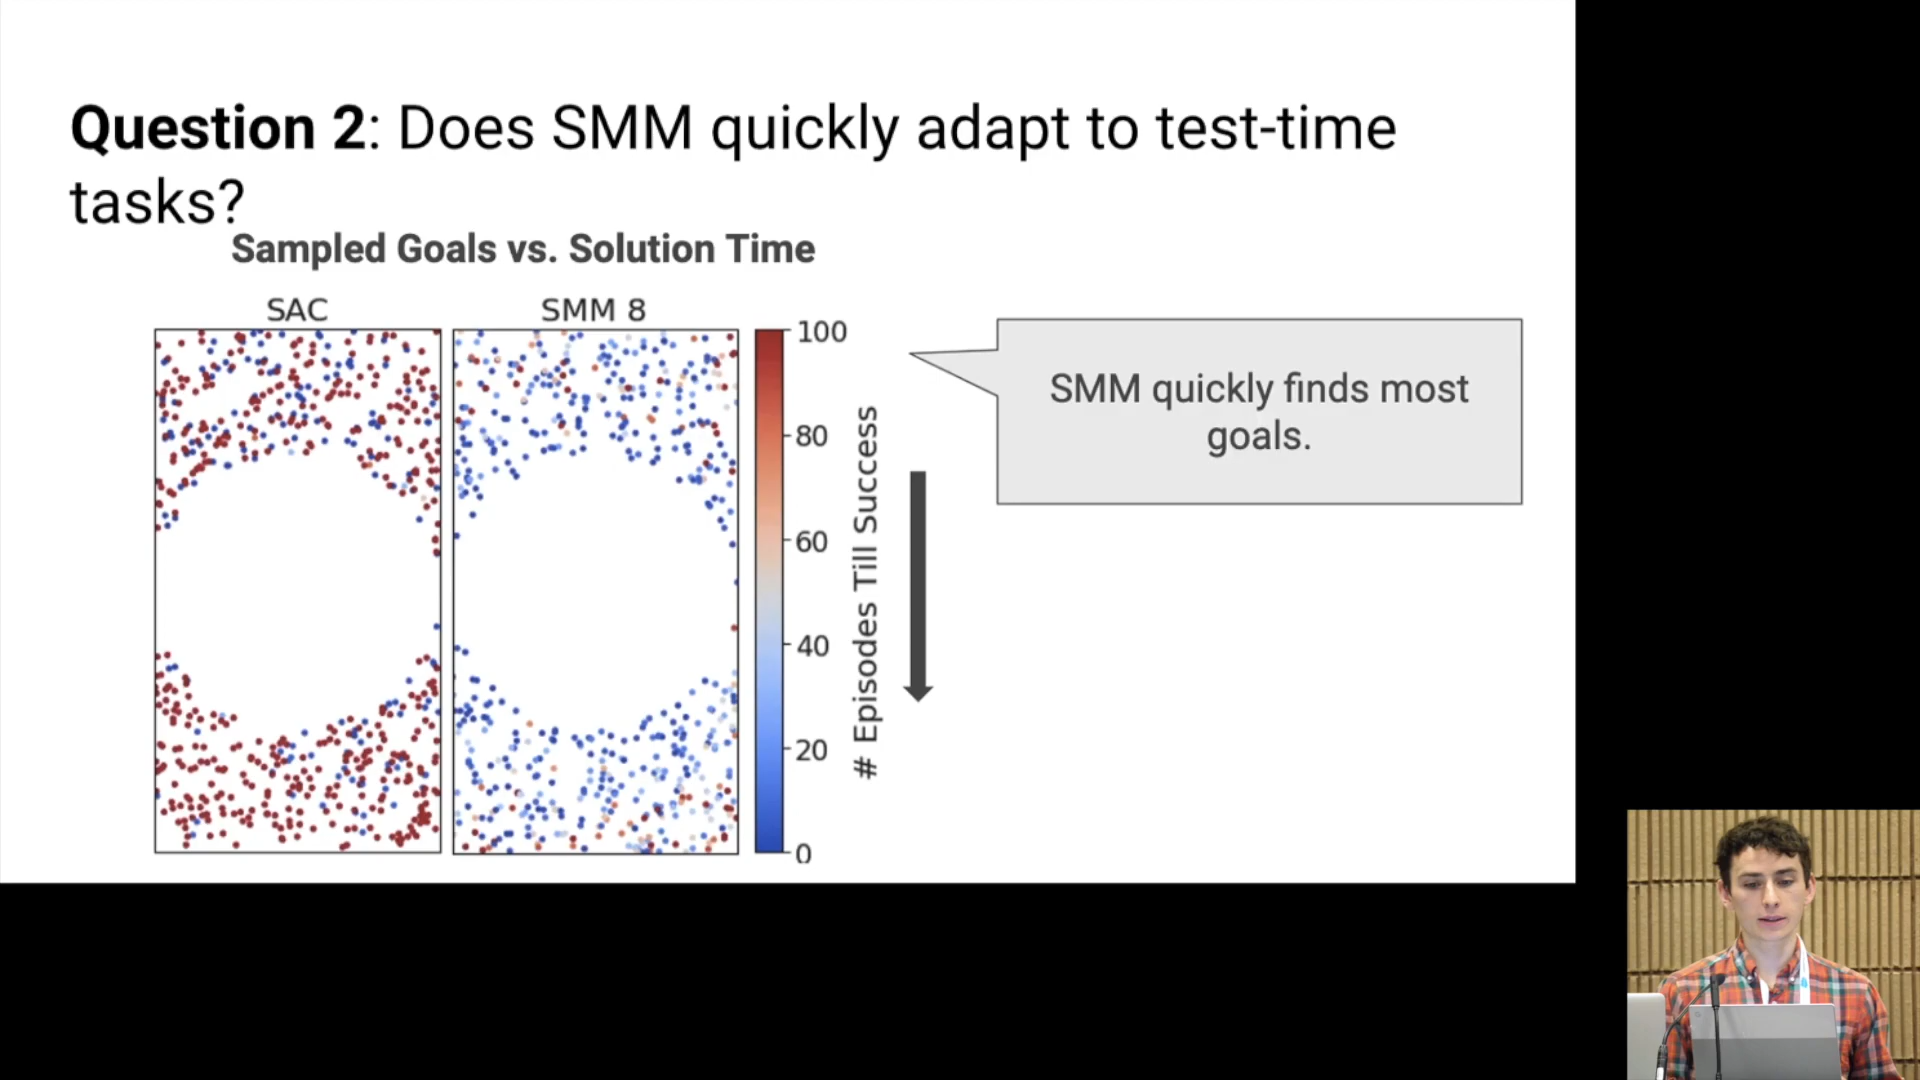 Question 2: Does SMM quickly adapt to test-time
tasks?
Sampled Goals vs. Solution Time
SAC
SMM 8
100
80
60
40
20
0
# Episodes Till Success
SMM quickly finds most
goals.